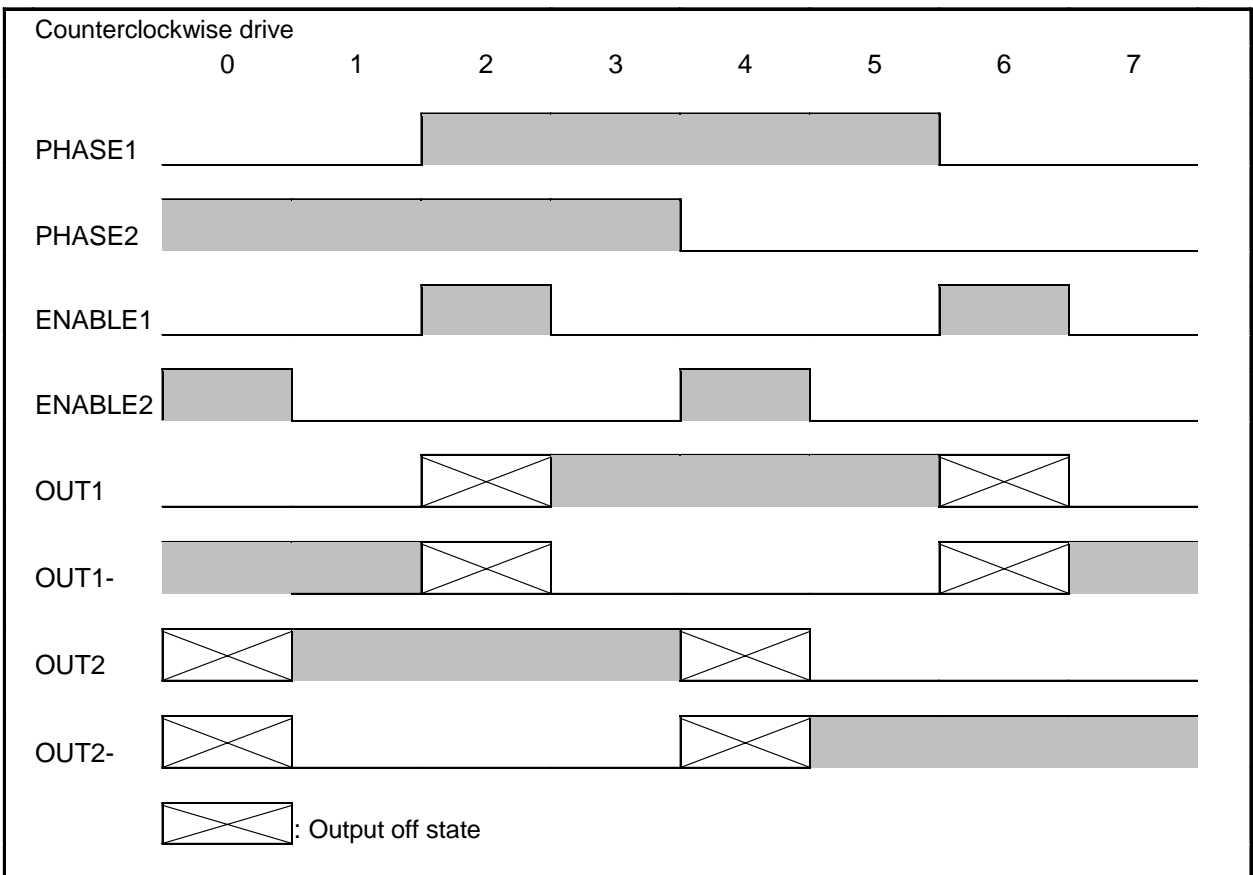 Counterclockwise drive
0 1 2 3 4 5 6 7
PHASE1
PHASE2
ENABLE1
ENABLE2
OUT1
OUT1-
OUT2
OUT2-
: Output off state